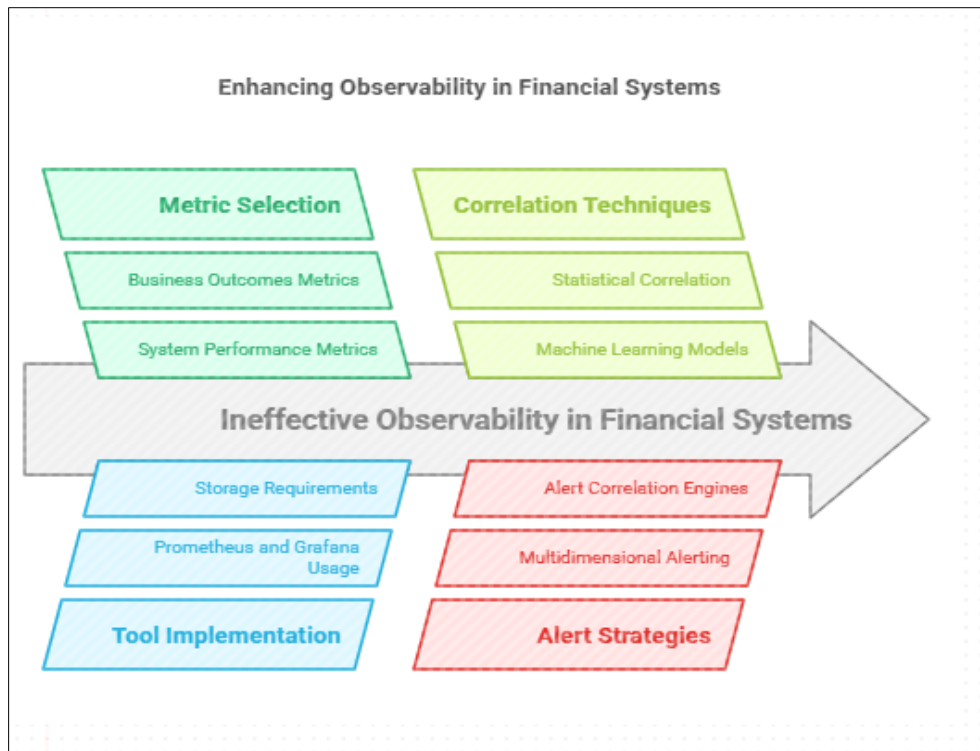 Enhancing Observability in Financial Systems
Metric Selection
Business Outcomes Metrics
System Performance Metrics
Correlation Techniques
Statistical Correlation
Machine Learning Models
Ineffective Observability in Financial Systems
Storage Requirements
Prometheus and Grafana
Usage
Tool Implementation
Alert Correlation Engines
Multidimensional Alerting
Alert Strategies